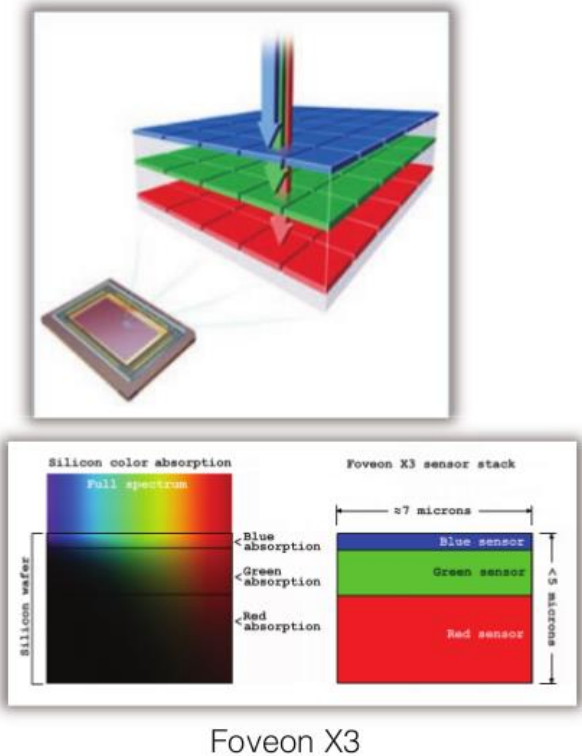 Silicon color absorption
Full spectrum
Silicon wafer
<Blue
absorption
<Green
absorption
<Red
absorption
Foveon X3 sensor stack
≈7 microns
Blue sensor
Green sensor
Red sensor
<5 microns
Foveon X3